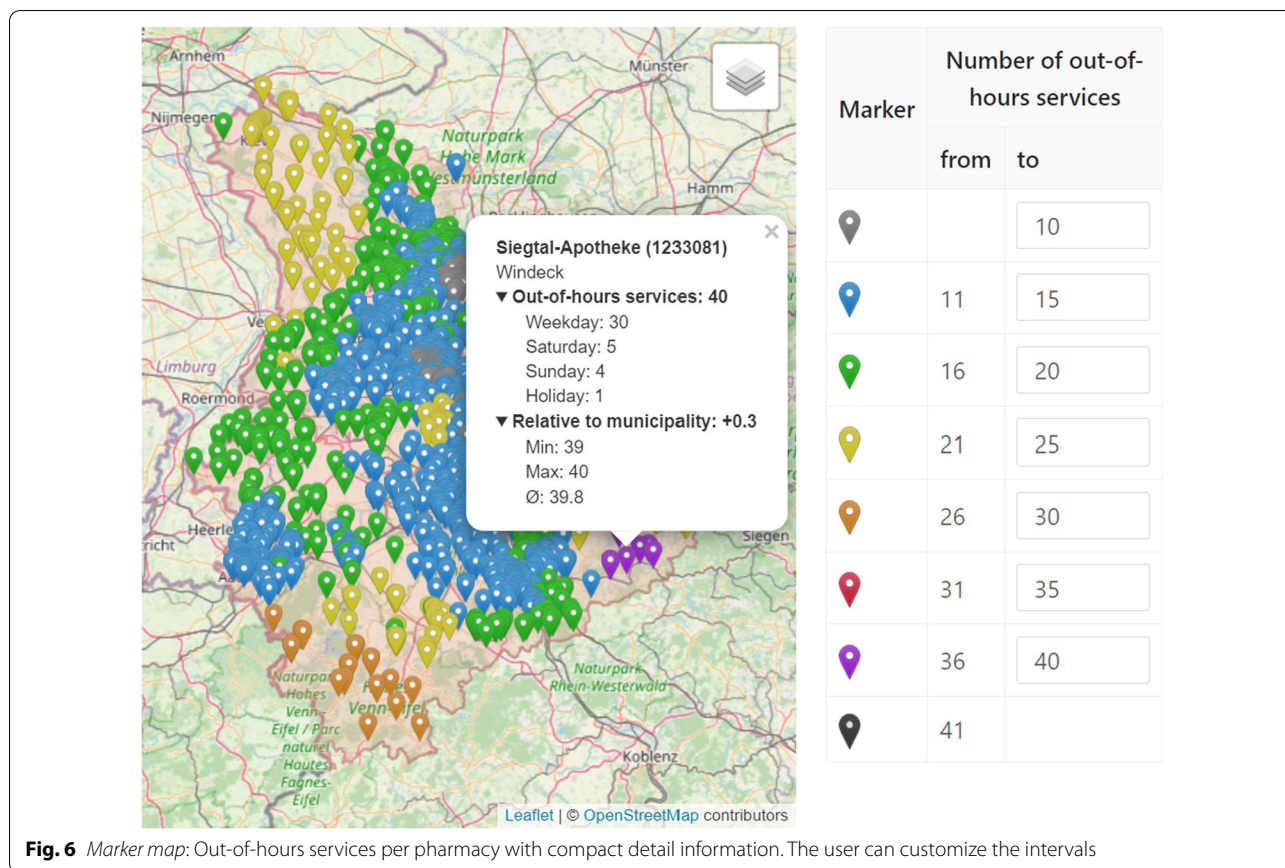 Arnhem
Münster
Nijmegen
Naturpark
Hohe Mark
Westmünsterland
Hamm
Limburg
Roermond
Heerle
Siegen
Siegtal-Apotheke (1233081)
×
Windeck
▼ Out-of-hours services: 40
Weekday: 30
Saturday: 5
Sunday: 4
Holiday: 1
▼ Relative to municipality: +0.3
Min: 39
Max: 40
Ø: 39.8
Naturpark
Rhein-Westerwald
Hohes
Venn-
Eifel / Parc
naturel
Hautes
Fagnes-
Eifel
Venn-Eifel
Koblenz
Leaflet | © OpenStreetMap contributors
Marker
Number of out-of-
hours services
from to
10
11 15
16 20
21 25
26 30
31 35
36 40
41
Fig. 6 Marker map: Out-of-hours services per pharmacy with compact detail information. The user can customize the intervals